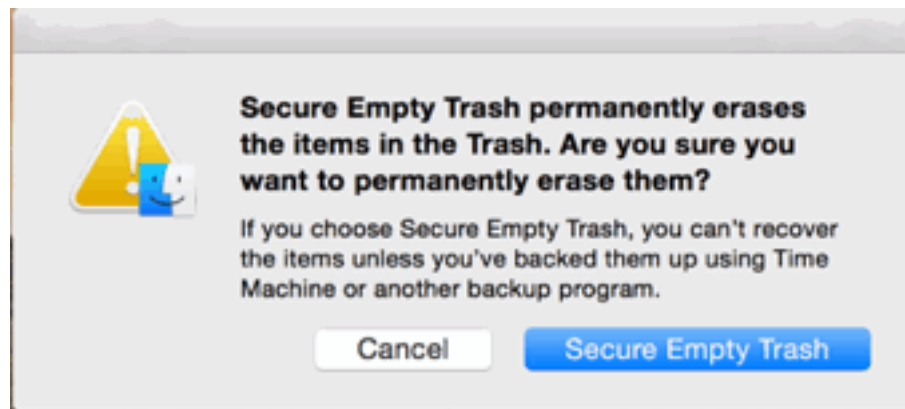 Secure Empty Trash permanently erases
the items in the Trash. Are you sure you
want to permanently erase them?
If you choose Secure Empty Trash, you can't recover
the items unless you've backed them up using Time
Machine or another backup program.
Cancel
Secure Empty Trash